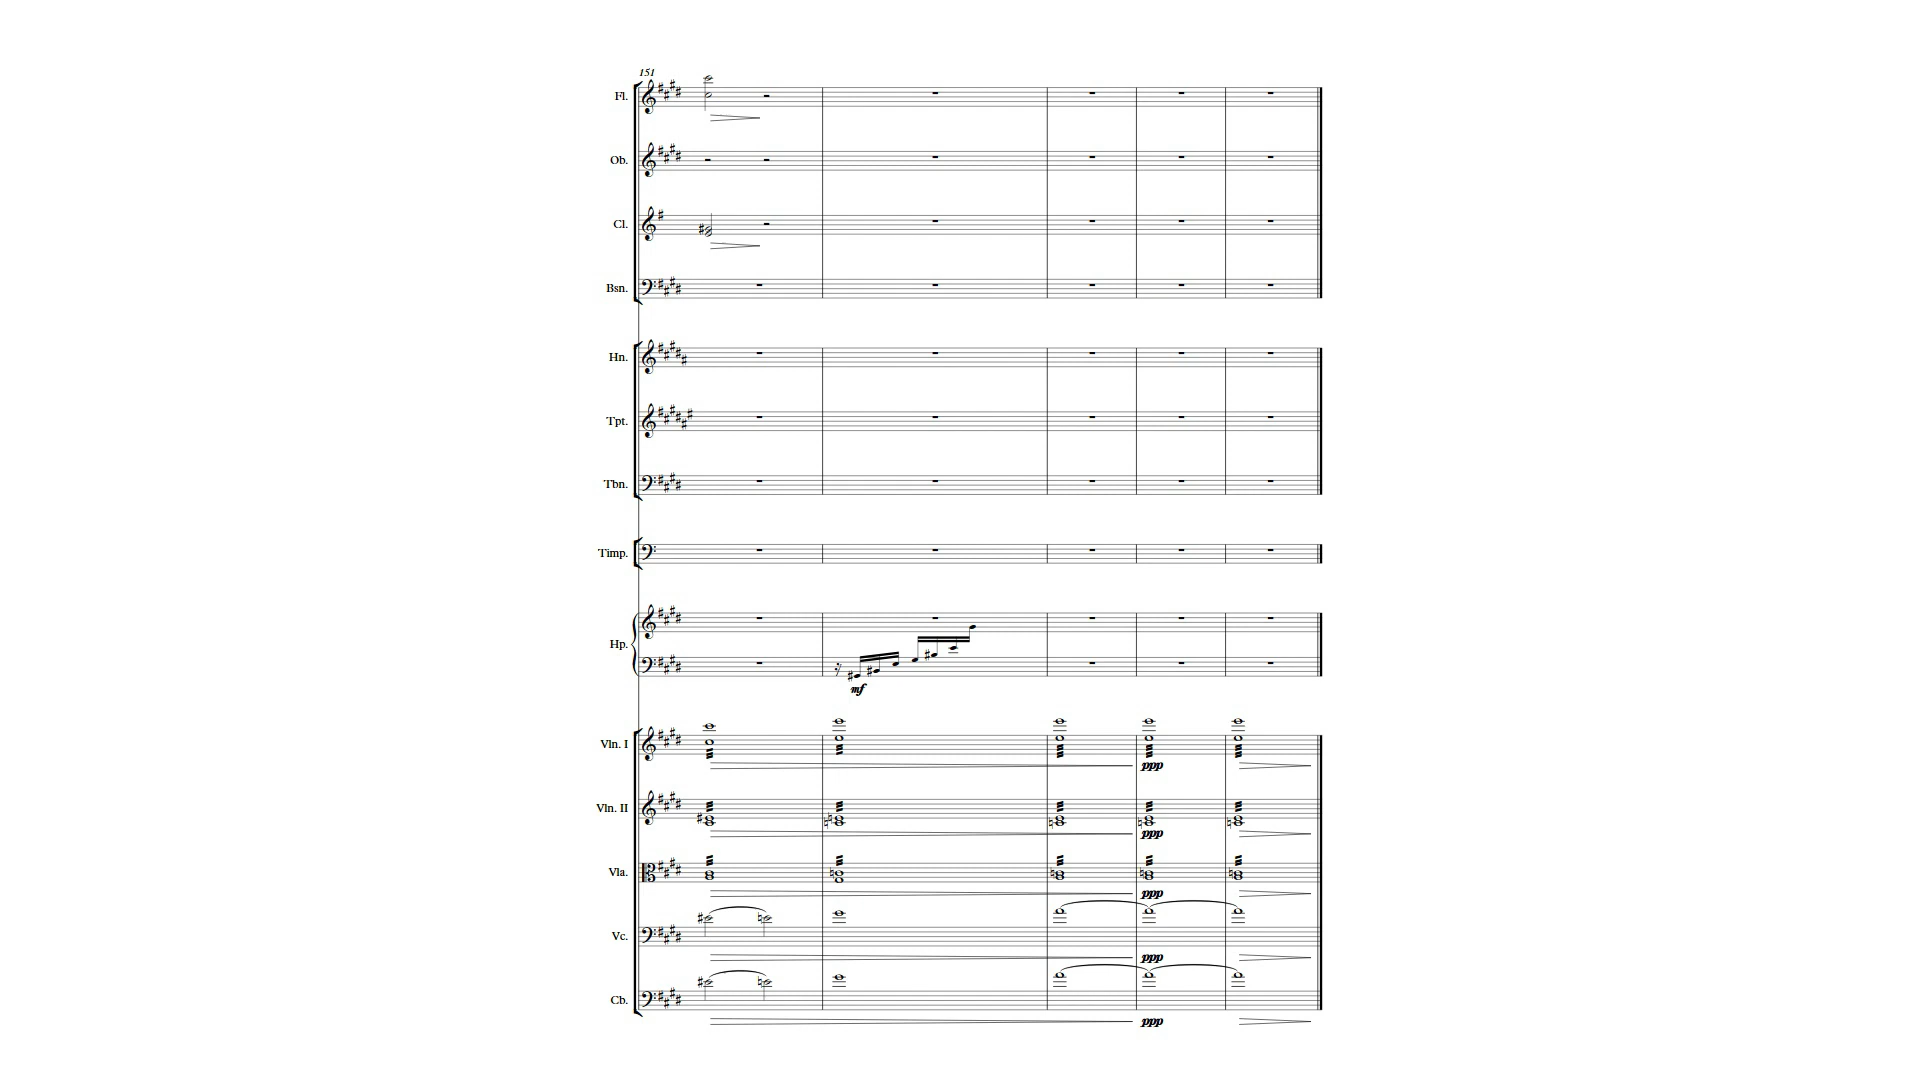 151
Fl.
Ob.
Cl.
Bsn.
Hn.
Tpt.
Tbn.
Timp.
Hp.
mf
Vln. I
ppp
Vln. II
ppp
Vla.
ppp
Vc.
ppp
Cb.
ppp